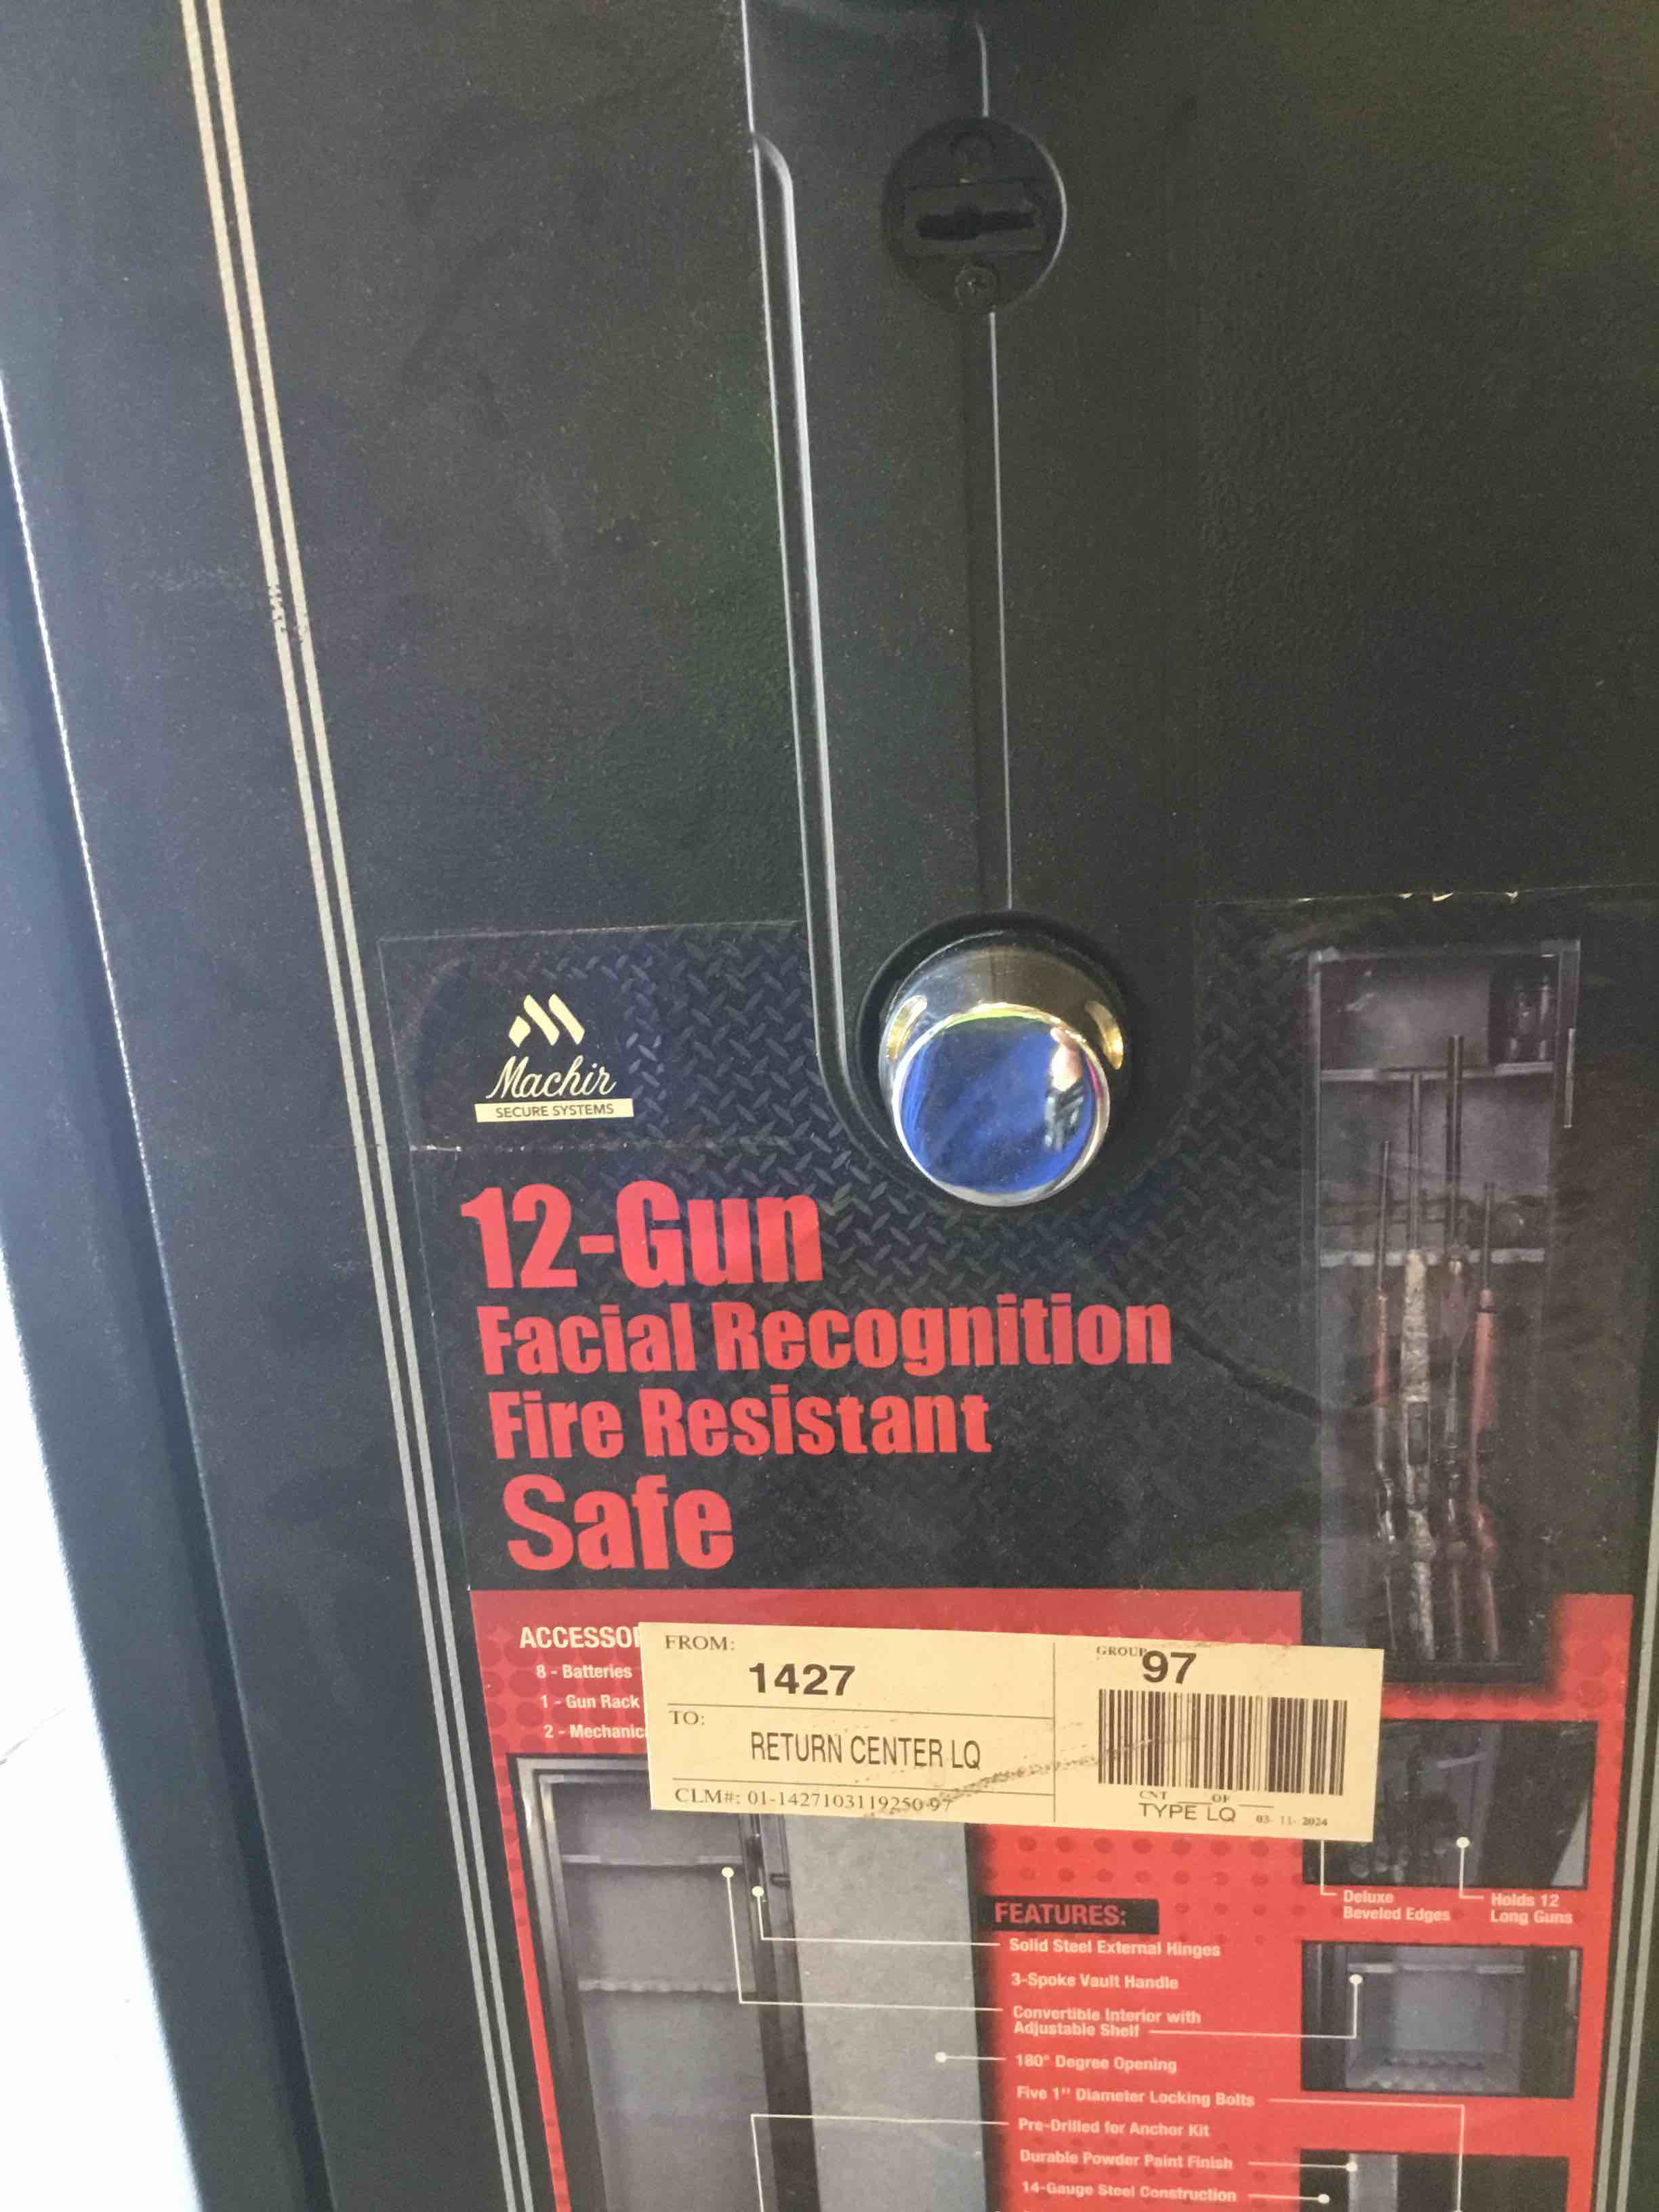 Machir
SECURE SYSTEMS
12-Gun
Facial Recognition
Fire Resistant
Safe
ACCESSOR
8 - Batteries
1 - Gun Rack
2 - Mechanic
FROM:
1427
TO:
RETURN CENTER LQ
CLM#: 01-1427103119250-97
GROUP
97
CNT ___ OF ___
TYPE LQ 03-11-2024
Deluxe
Beveled Edges
Holds 12
Long Guns
FEATURES:
Solid Steel External Hinges
3-Spoke Vault Handle
Convertible Interior with
Adjustable Shelf
180° Degree Opening
Five 1" Diameter Locking Bolts
Pre-Drilled for Anchor Kit
Durable Powder Paint Finish
14-Gauge Steel Construction